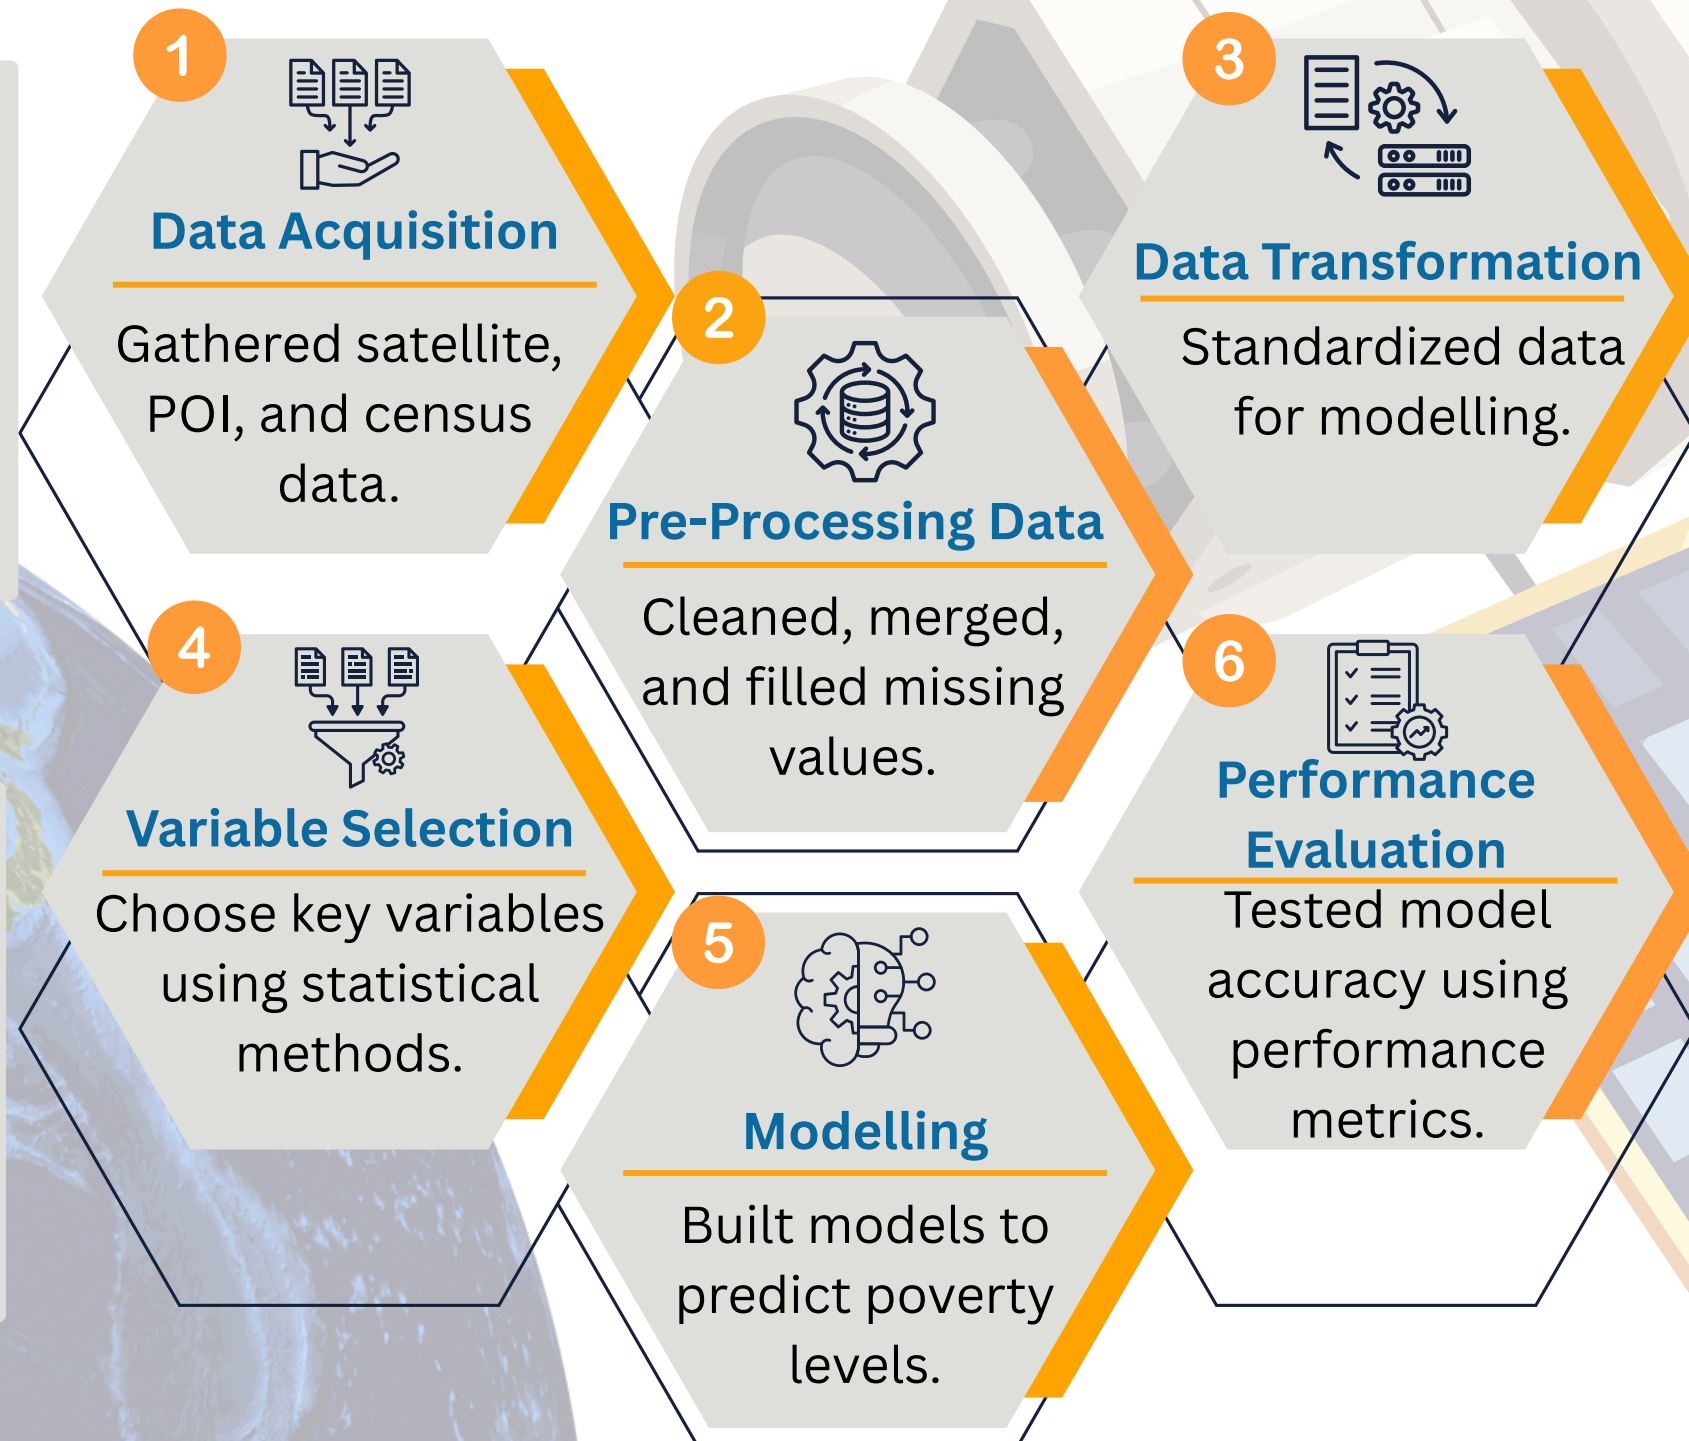 1
Data Acquisition
Gathered satellite,
POI, and census
data.
2
Pre-Processing Data
Cleaned, merged,
and filled missing
values.
3
Data Transformation
Standardized data
for modelling.
4
Variable Selection
Choose key variables
using statistical
methods.
5
Modelling
Built models to
predict poverty
levels.
6
Performance
Evaluation
Tested model
accuracy using
performance
metrics.